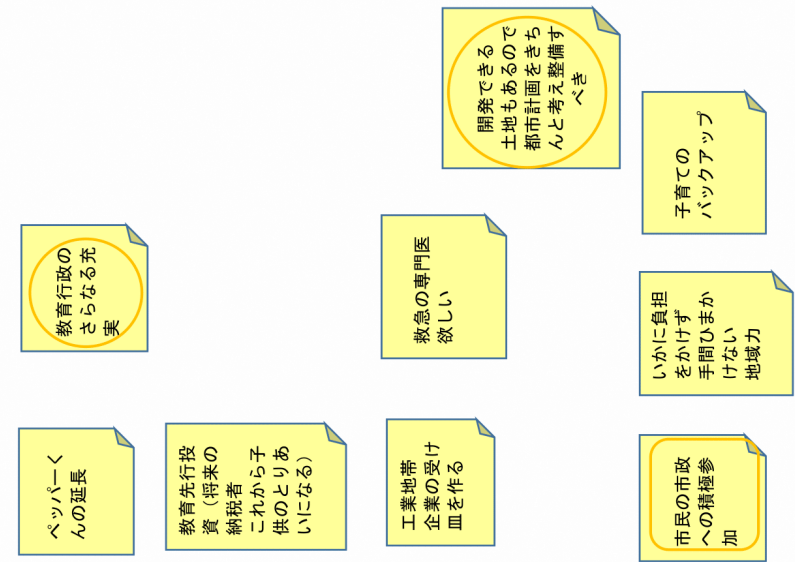 ペッパーく
んの延長
教育行政の
さらなる充
実
教育先行投
資（将来の
納税者
これから子
供のとりあ
いになる）
工業地帯
企業の受け
皿を作る
救急の専門医
欲しい
開発できる
土地もあるので
都市計画をきち
んと考え整備す
べき
市民の市政
への積極参
加
いかに負担
をかけず
手間ひまか
けない
地域力
子育ての
バックアップ